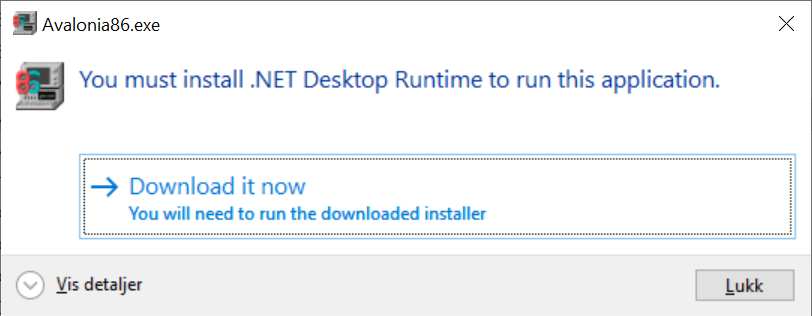 Avalonia86.exe
You must install .NET Desktop Runtime to run this application.
Download it now
You will need to run the downloaded installer
Vis detaljer
Lukk